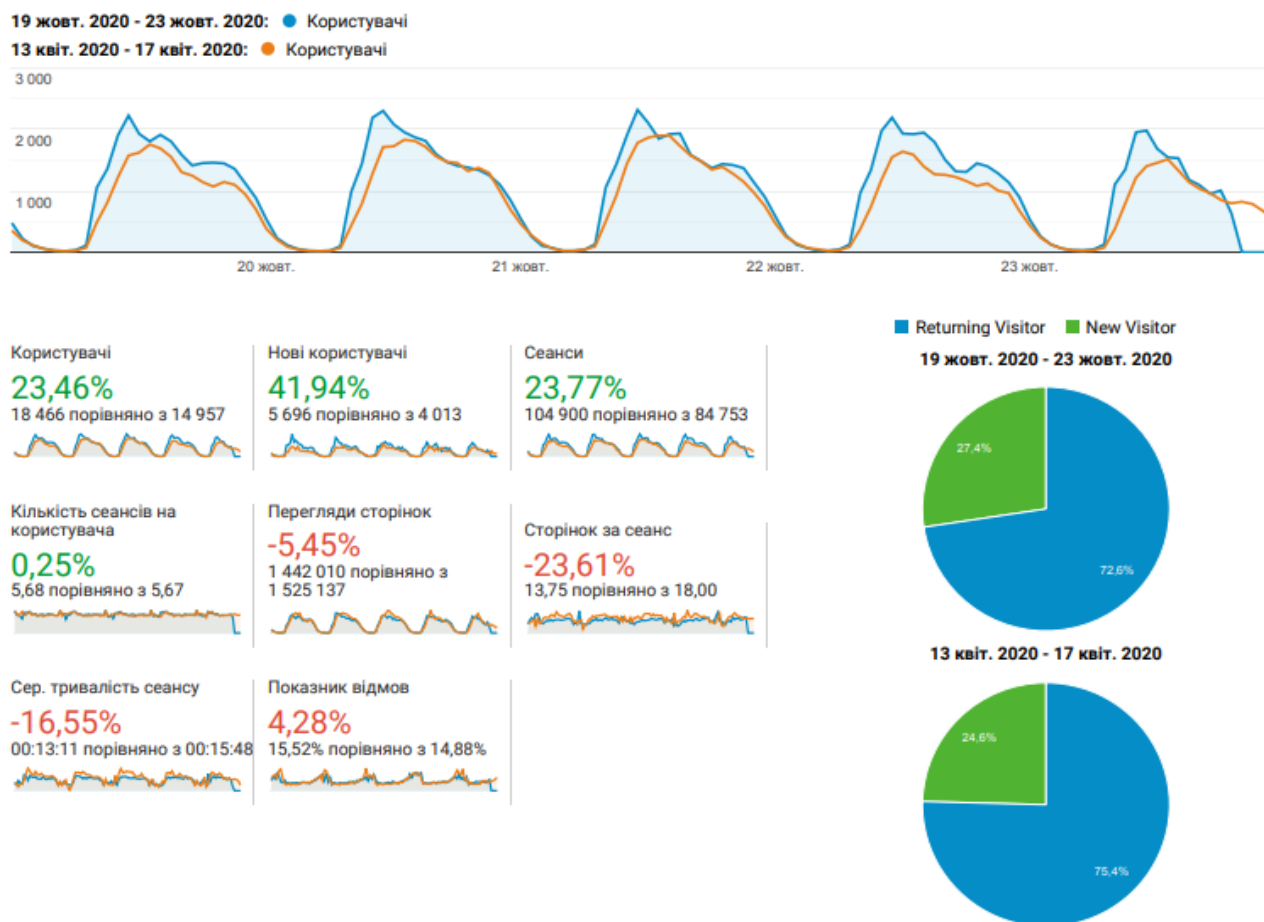 19 жовт. 2020 - 23 жовт. 2020: Користувачі
13 квіт. 2020 - 17 квіт. 2020: Користувачі
3 000
2 000
1 000
20 жовт. 21 жовт. 22 жовт. 23 жовт.
Користувачі
23,46%
18 466 порівняно з 14 957
Нові користувачі
41,94%
5 696 порівняно з 4 013
Сеанси
23,77%
104 900 порівняно з 84 753
Кількість сеансів на
користувача
0,25%
5,68 порівняно з 5,67
Перегляди сторінок
-5,45%
1 442 010 порівняно з
1 525 137
Сторінок за сеанс
-23,61%
13,75 порівняно з 18,00
Сер. тривалість сеансу
-16,55%
00:13:11 порівняно з 00:15:48
Показник відмов
4,28%
15,52% порівняно з 14,88%
Returning Visitor New Visitor
19 жовт. 2020 - 23 жовт. 2020
27,4%
72,6%
13 квіт. 2020 - 17 квіт. 2020
24,6%
75,4%